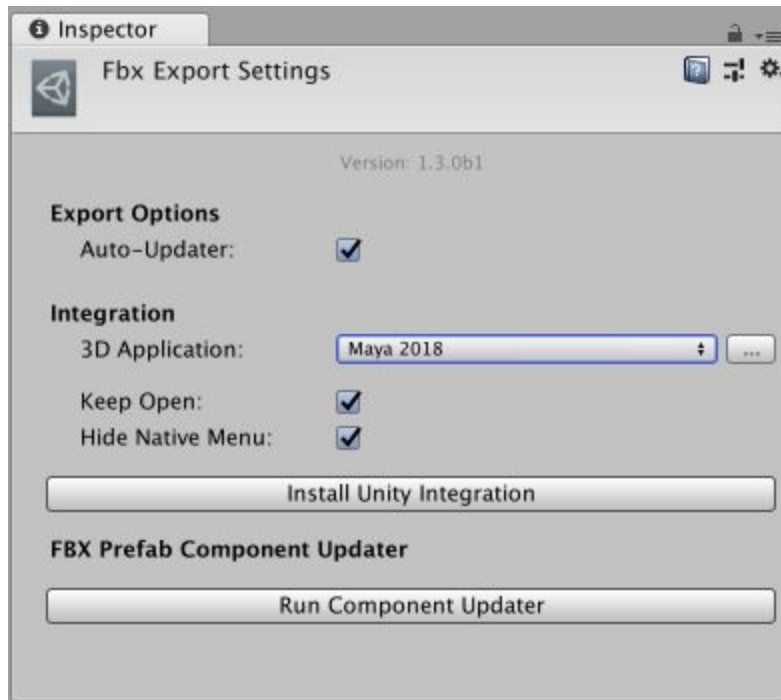 Inspector
Fbx Export Settings
Version: 1.3.0b1
Export Options
Auto-Updater:
Integration
3D Application: Maya 2018 ...
Keep Open:
Hide Native Menu:
Install Unity Integration
FBX Prefab Component Updater
Run Component Updater